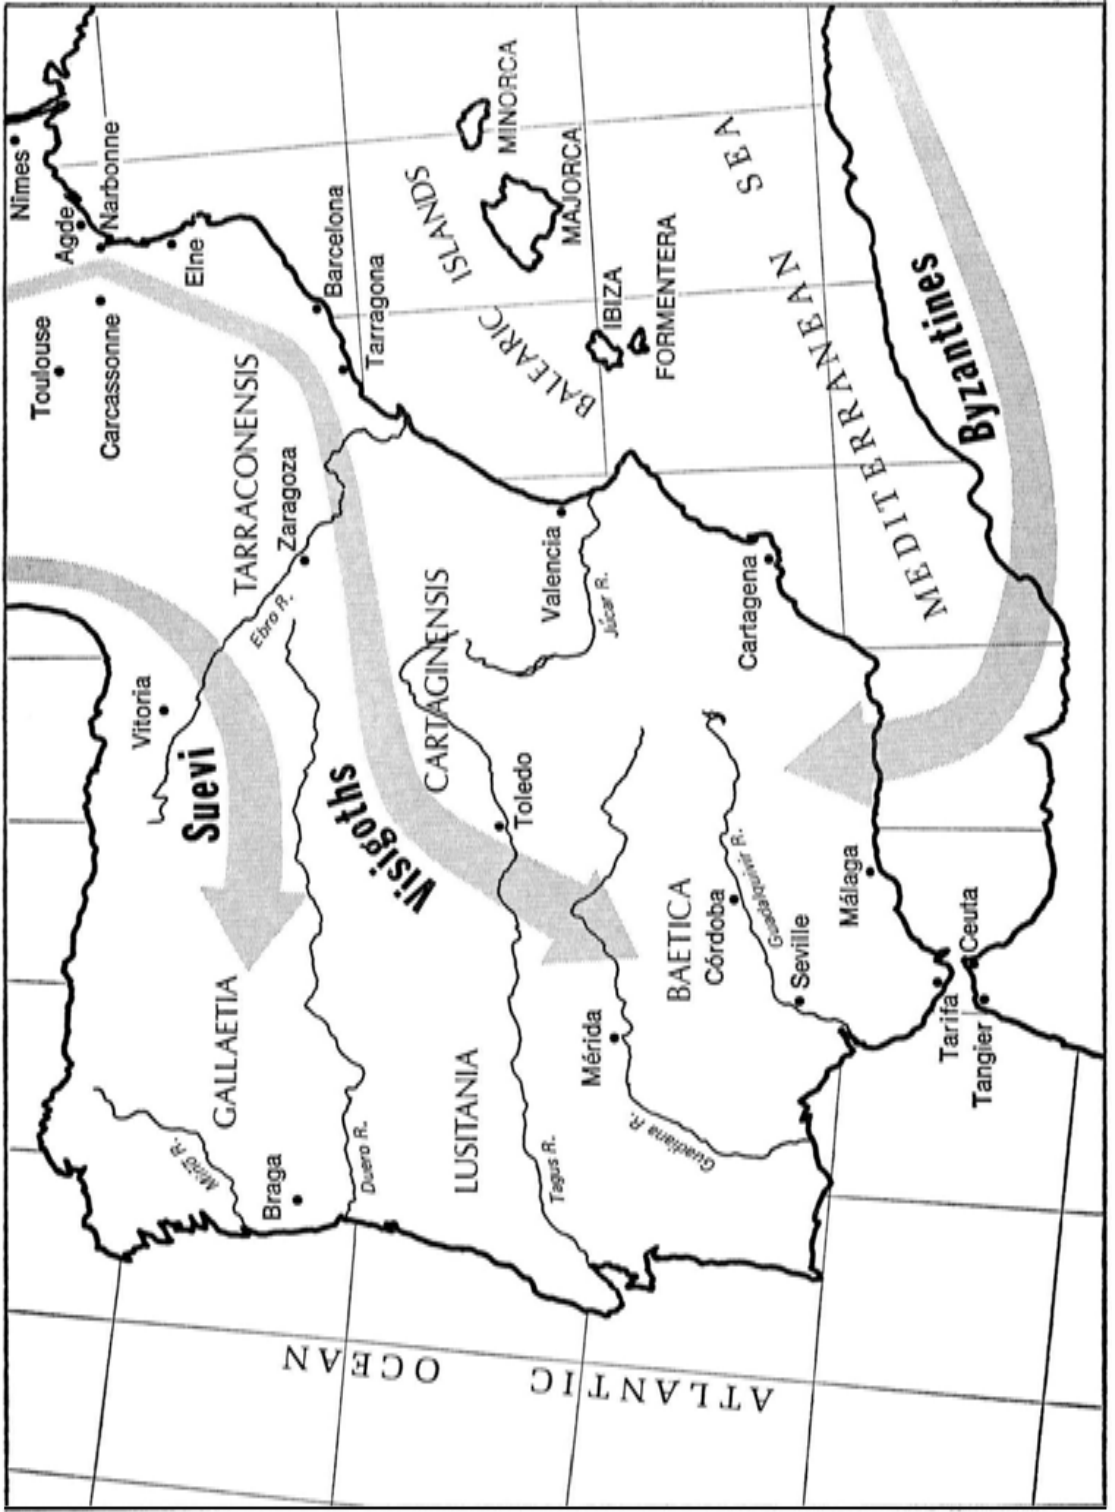 Nîmes
Agde
Narbonne
Toulouse
Carcassonne
Elne
Barcelona
Tarragona
TARRACONENSIS
Zaragoza
Ebro R.
Vitoria
Suevi
Visigoths
GALLAETIA
Miño R.
Braga
Duero R.
LUSITANIA
Tagus R.
CARTAGINENSIS
Toledo
Valencia
Júcar R.
Cartagena
BALEARIC ISLANDS
MINORCA
MAJORCA
IBIZA
FORMENTERA
MEDITERRANEAN SEA
Byzantines
BAETICA
Córdoba
Guadalquivir R.
Seville
Mérida
Guadiana R.
Málaga
Tarifa
Ceuta
Tangier
ATLANTIC OCEAN